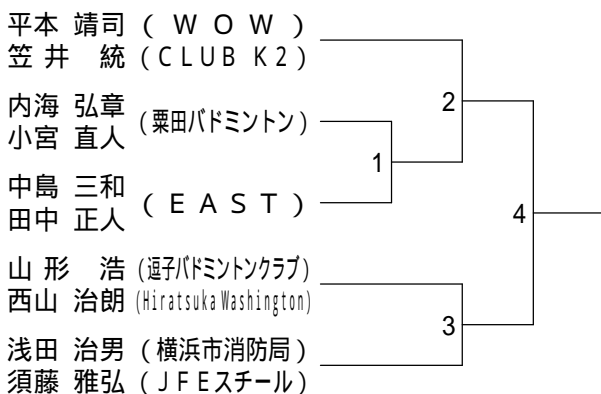 平本 靖司 ( W O W )
笠井 統 (CLUB K2)
2
内海 弘章
小宮 直人
(粟田バドミントン)
1
中島 三和
田中 正人
( E A S T )
4
山形 浩 (逗子バドミントンクラブ)
西山 治朗 (Hiratsuka Washington)
3
浅田 治男 (横浜市消防局)
須藤 雅弘 (JFEスチール)